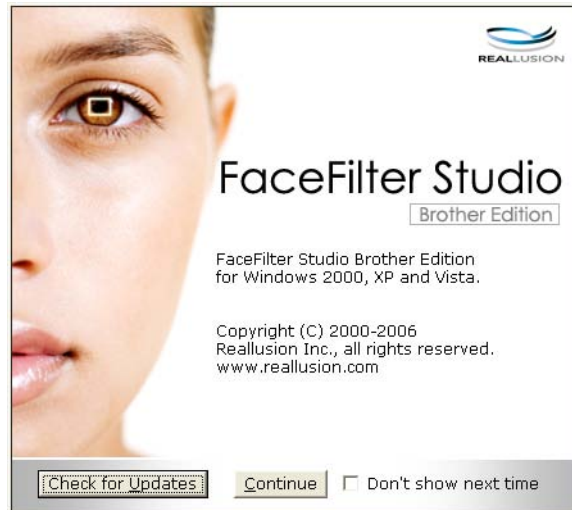 REALLUSION
FaceFilter Studio
Brother Edition
FaceFilter Studio Brother Edition
for Windows 2000, XP and Vista.
Copyright (C) 2000-2006
Reallusion Inc., all rights reserved.
www.reallusion.com
Check for Updates
Continue
Don't show next time